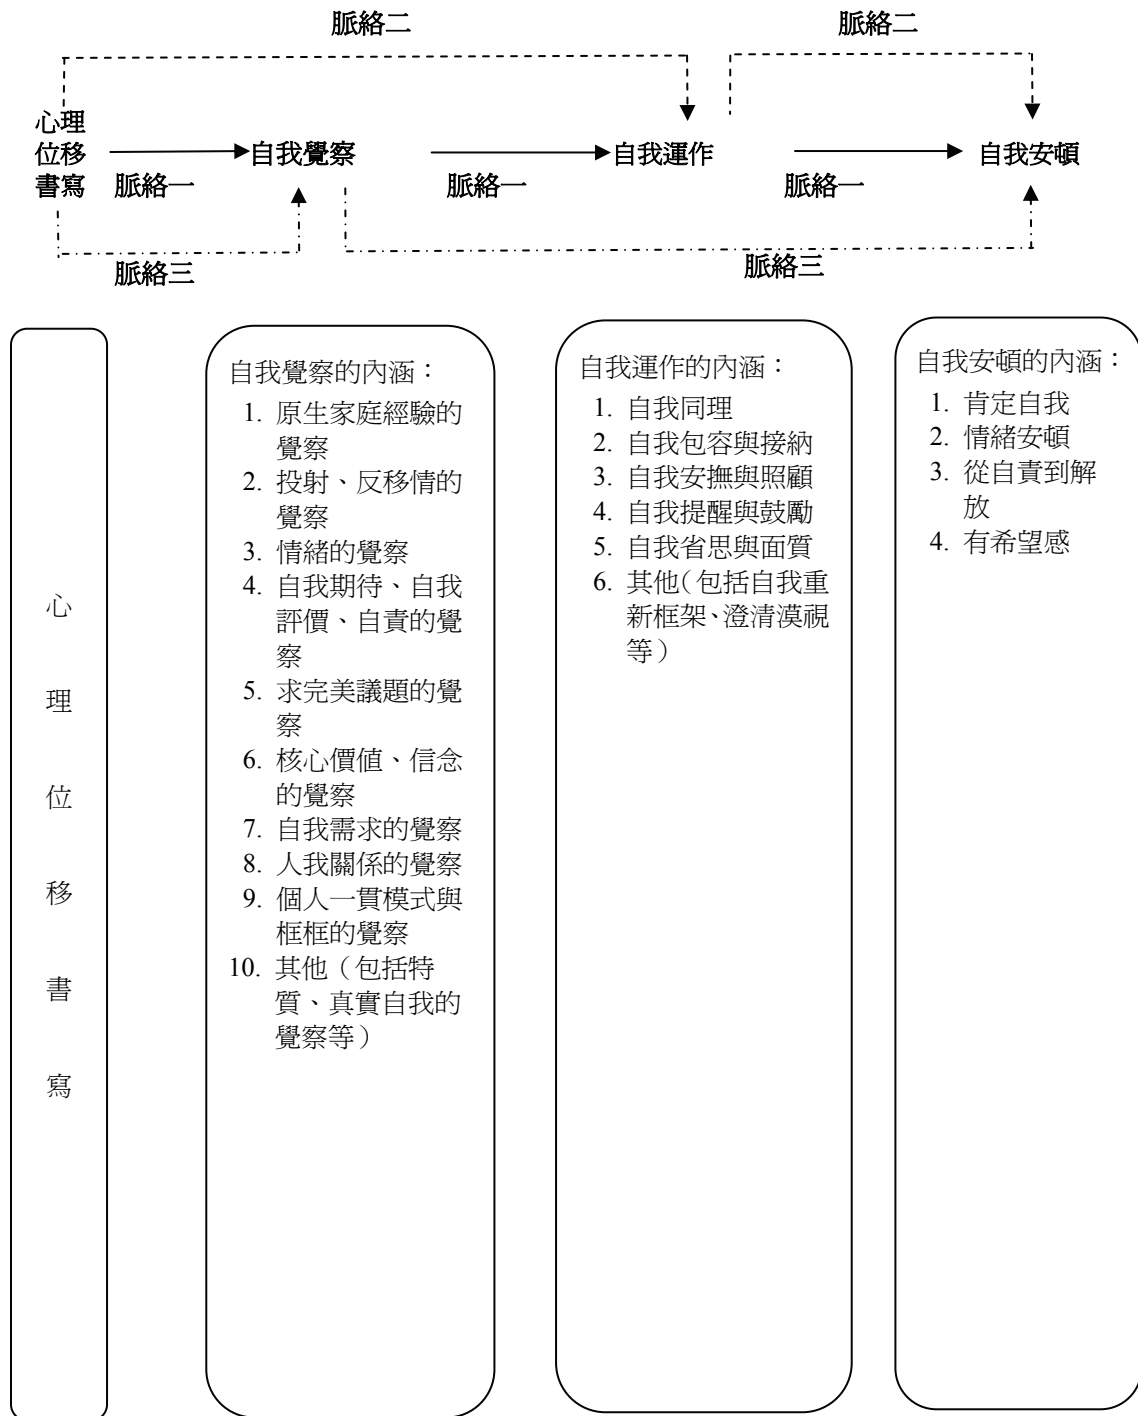 脈絡二
脈絡二
心理
位移
書寫
自我覺察
自我運作
自我安頓
脈絡一
脈絡一
脈絡一
脈絡三
脈絡三
心
理
位
移
書
寫
自我覺察的內涵：
1. 原生家庭經驗的
覺察
2. 投射、反移情的
覺察
3. 情緒的覺察
4. 自我期待、自我
評價、自責的覺
察
5. 求完美議題的覺
察
6. 核心價值、信念
的覺察
7. 自我需求的覺察
8. 人我關係的覺察
9. 個人一貫模式與
框框的覺察
10. 其他（包括特
質、真實自我的
覺察等）
自我運作的內涵：
1. 自我同理
2. 自我包容與接納
3. 自我安撫與照顧
4. 自我提醒與鼓勵
5. 自我省思與面質
6. 其他（包括自我重
新框架、澄清漠視
等）
自我安頓的內涵：
1. 肯定自我
2. 情緒安頓
3. 從自責到解
放
4. 有希望感